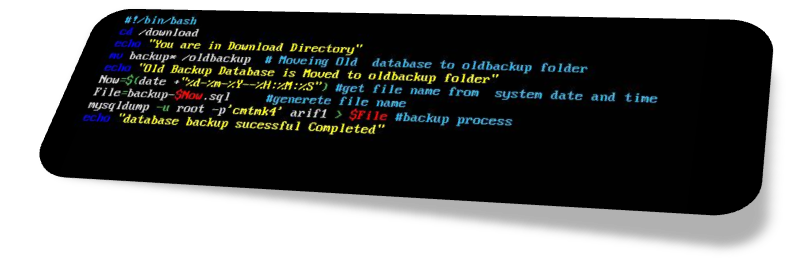 #!/bin/bash
cd /download
echo "You are in Download Directory"
mv backup* /oldbackup # Moveing Old database to oldbackup folder
echo "Old Backup Database is Moved to oldbackup folder"
Now=$(date +"%d-%m-%Y--%H:%M:%S") #get file name from system date and time
File=backup-$Now.sql #generete file name
mysqldump -u root -p'cmtmk4' arif1 > $File #backup process
echo "database backup sucessful Completed"